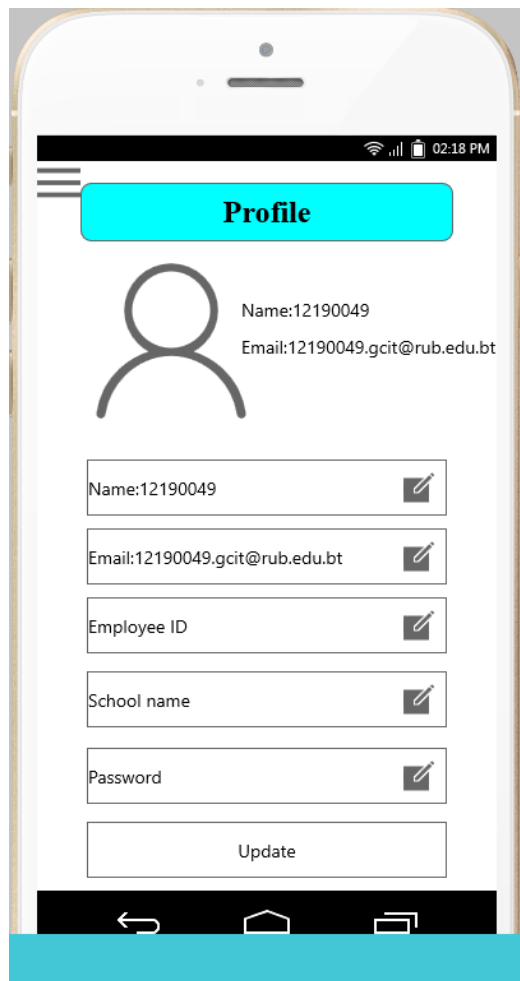 02:18 PM
Profile
Name:12190049
Email:12190049.gcit@rub.edu.bt
Name:12190049
Email:12190049.gcit@rub.edu.bt
Employee ID
School name
Password
Update